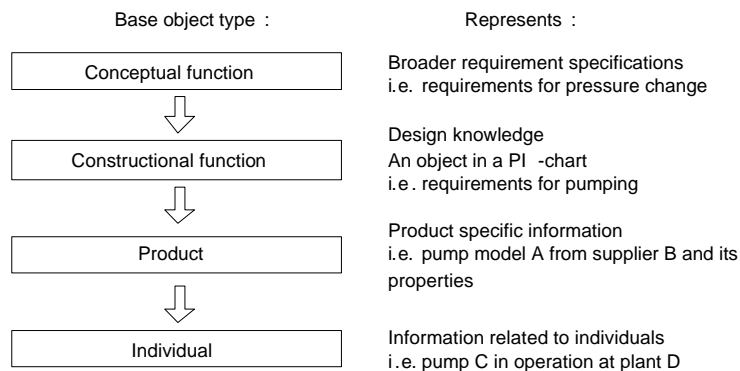 Base object type :
Represents :
Conceptual function
Broader requirement specifications
i.e. requirements for pressure change
Constructional function
Design knowledge
An object in a PI -chart
i.e. requirements for pumping
Product
Product specific information
i.e. pump model A from supplier B and its
properties
Individual
Information related to individuals
i.e. pump C in operation at plant D